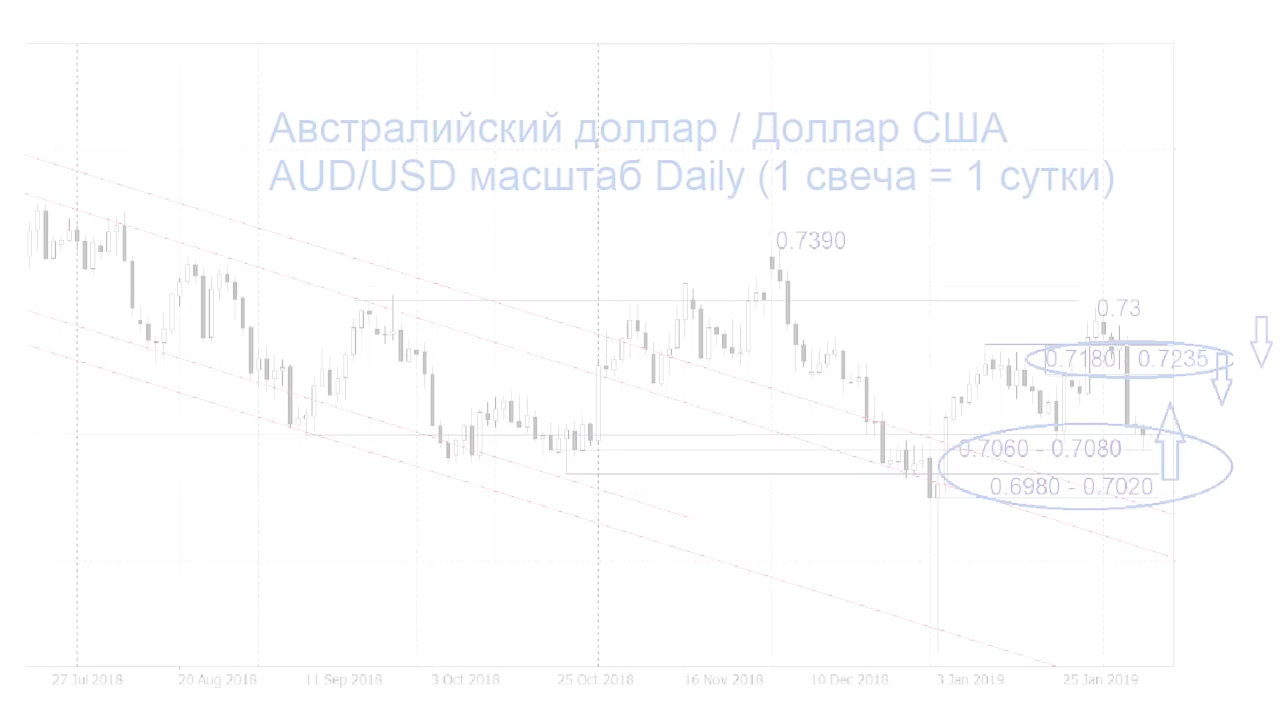 Австралийский доллар / Доллар США
AUD/USD масштаб Daily (1 свеча = 1 сутки)
0.7390
0.73
0.7180 0.7235
0.7060 - 0.7080
0.6980 - 0.7020
27 Jul 2018 20 Aug 2018 11 Sep 2018 3 Oct 2018 25 Oct 2018 16 Nov 2018 10 Dec 2018 3 Jan 2019 25 Jan 2019